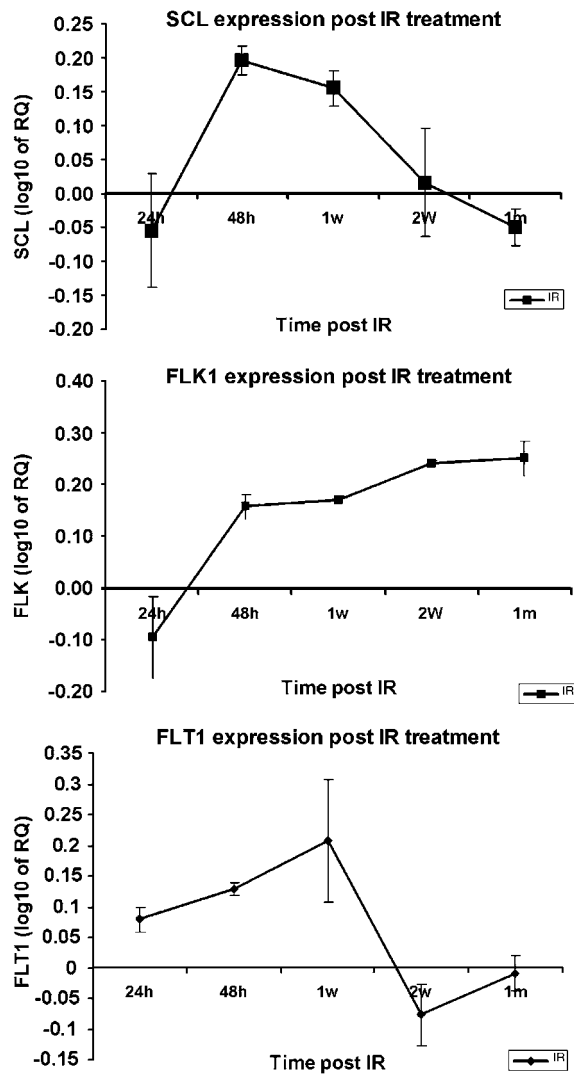 SCL expression post IR treatment
SCL (log10 of RQ)
0.25
0.20
0.15
0.10
0.05
0.00
-0.05
-0.10
-0.15
-0.20
24h 48h 1w 2W 1m
IR
Time post IR
FLK1 expression post IR treatment
FLK (log10 of RQ)
0.40
0.30
0.20
0.10
0.00
-0.10
-0.20
24h 48h 1w 2W 1m
Time post IR
IR
FLT1 expression post IR treatment
FLT1 (log10 of RQ)
0.35
0.3
0.25
0.2
0.15
0.1
0.05
0
-0.05
-0.1
0.15
24h 48h 1w 2w 1m
Time post IR
IR